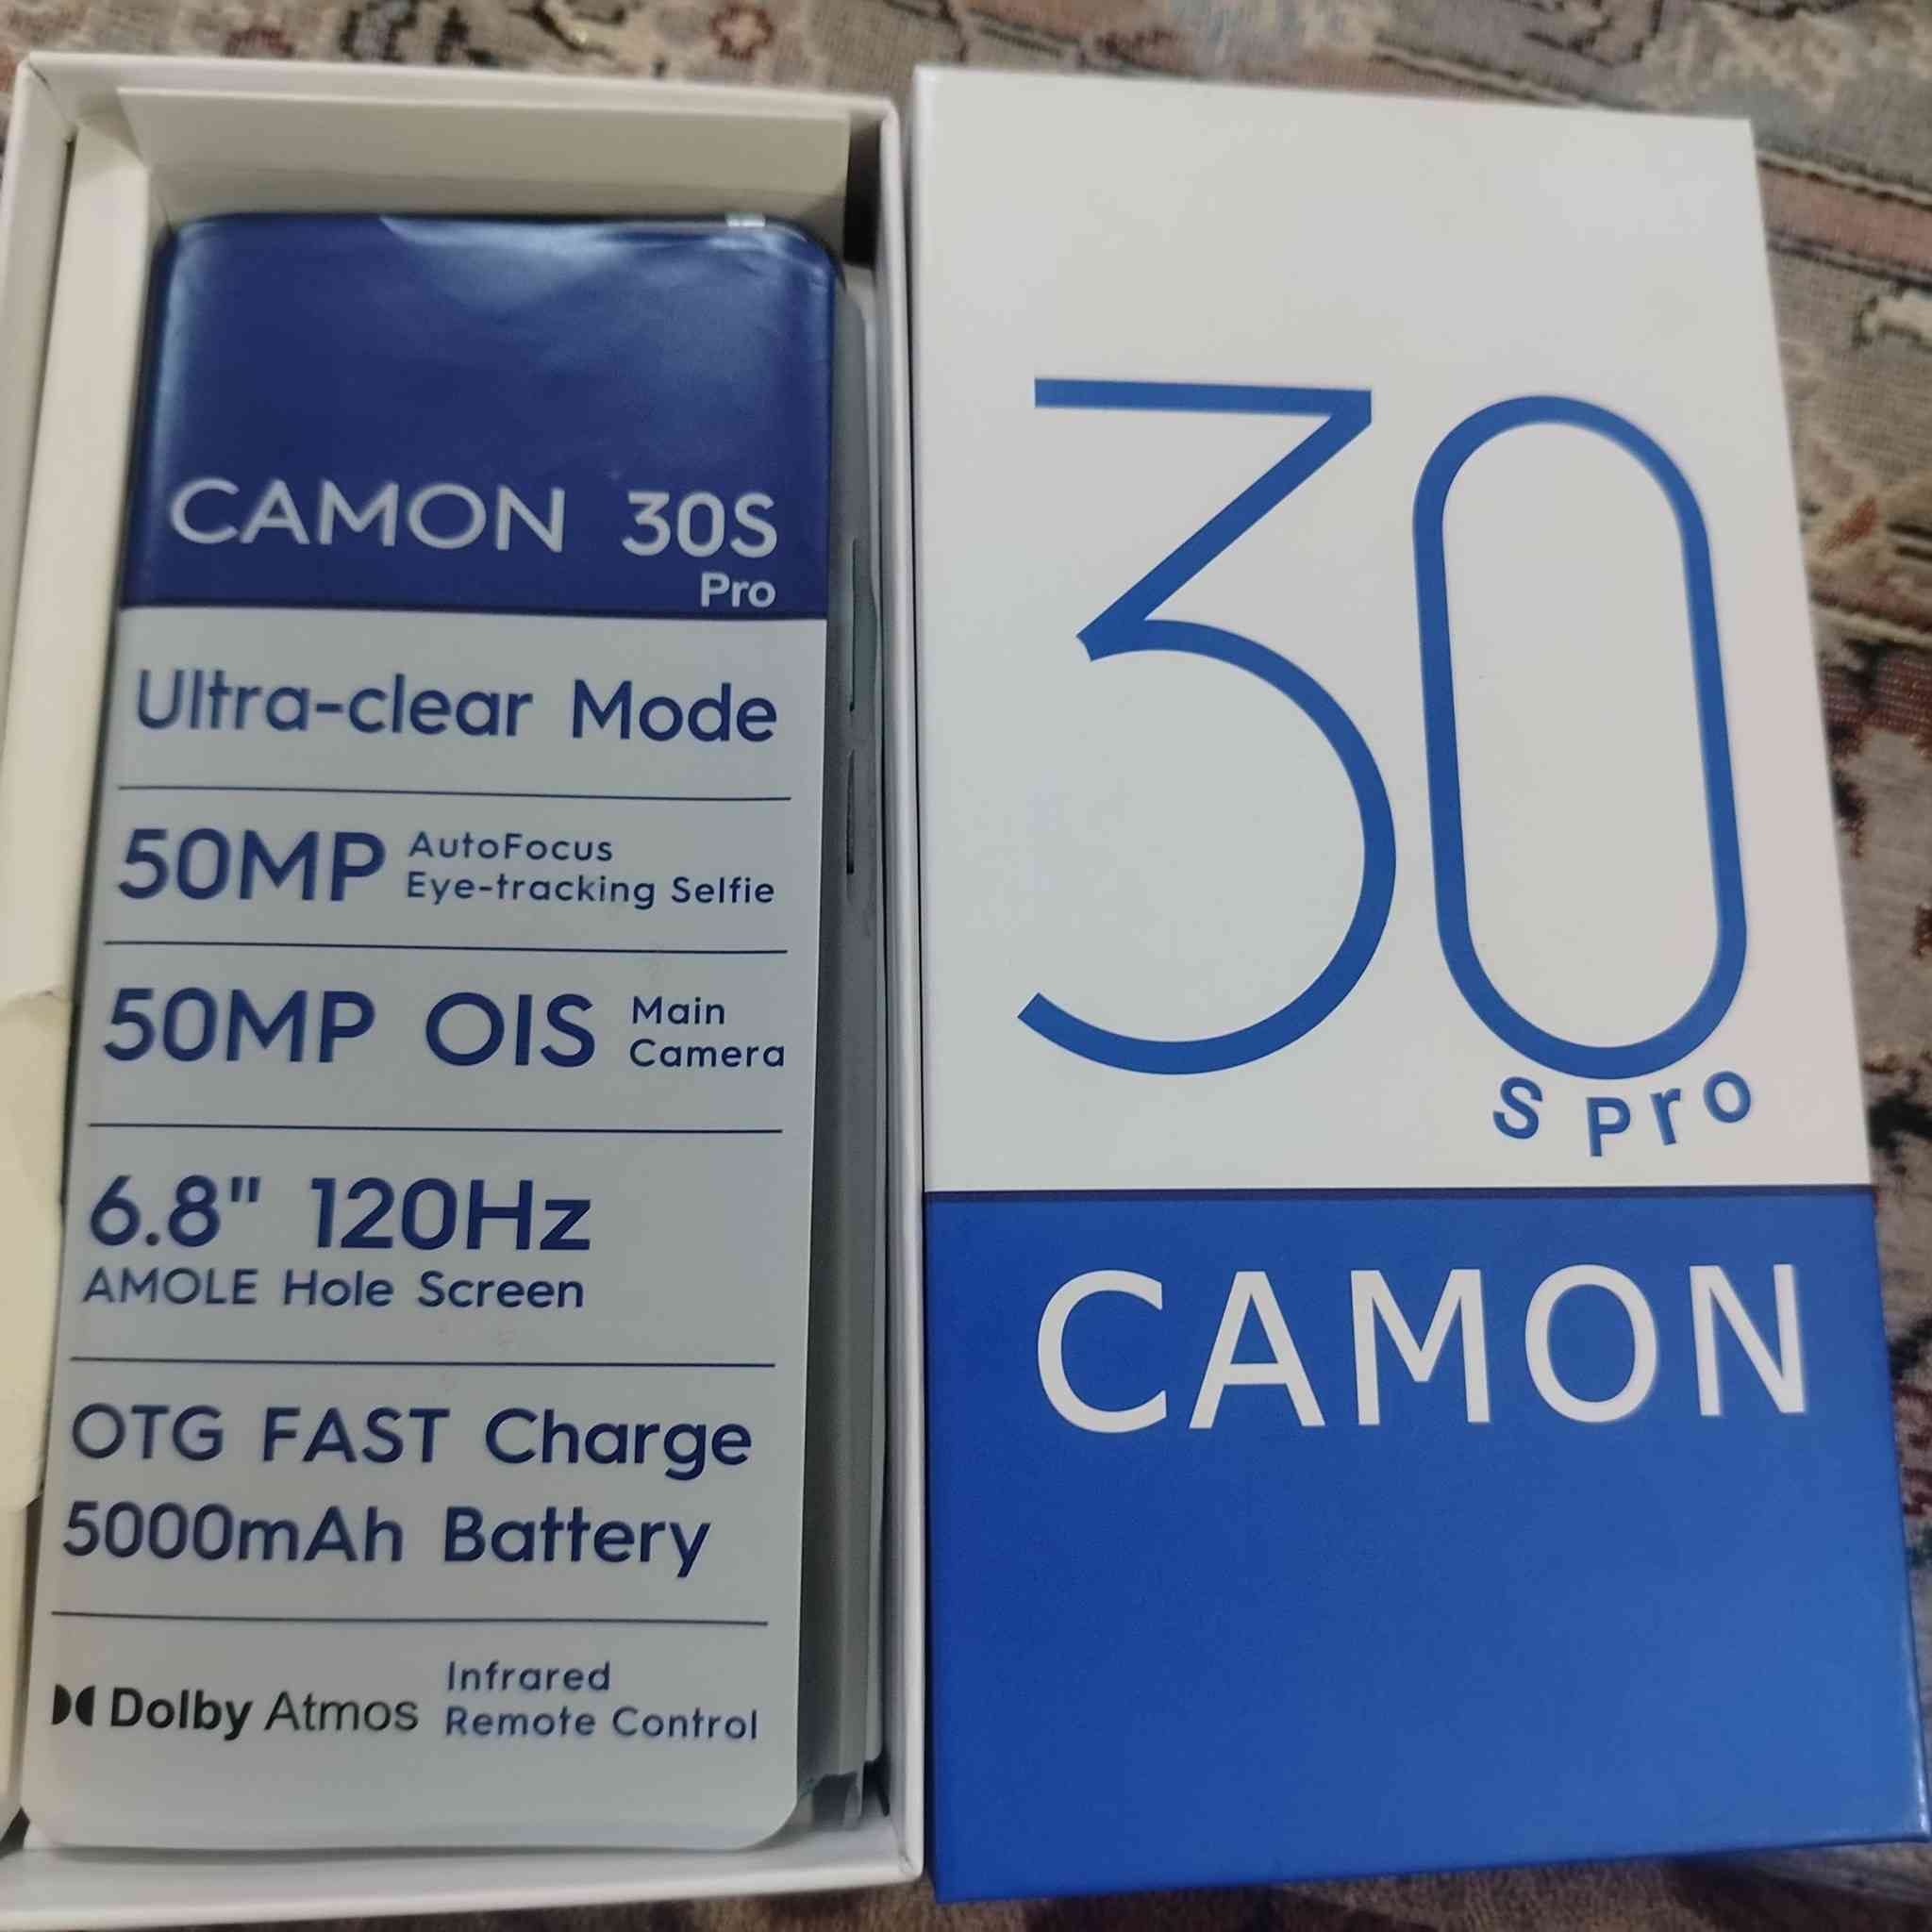 CAMON 30S
Pro
Ultra-clear Mode
50MP AutoFocus
Eye-tracking Selfie
50MP OIS Main
Camera
6.8" 120Hz
AMOLE Hole Screen
OTG FAST Charge
5000mAh Battery
Dolby Atmos Infrared
Remote Control
30
S Pro
CAMON